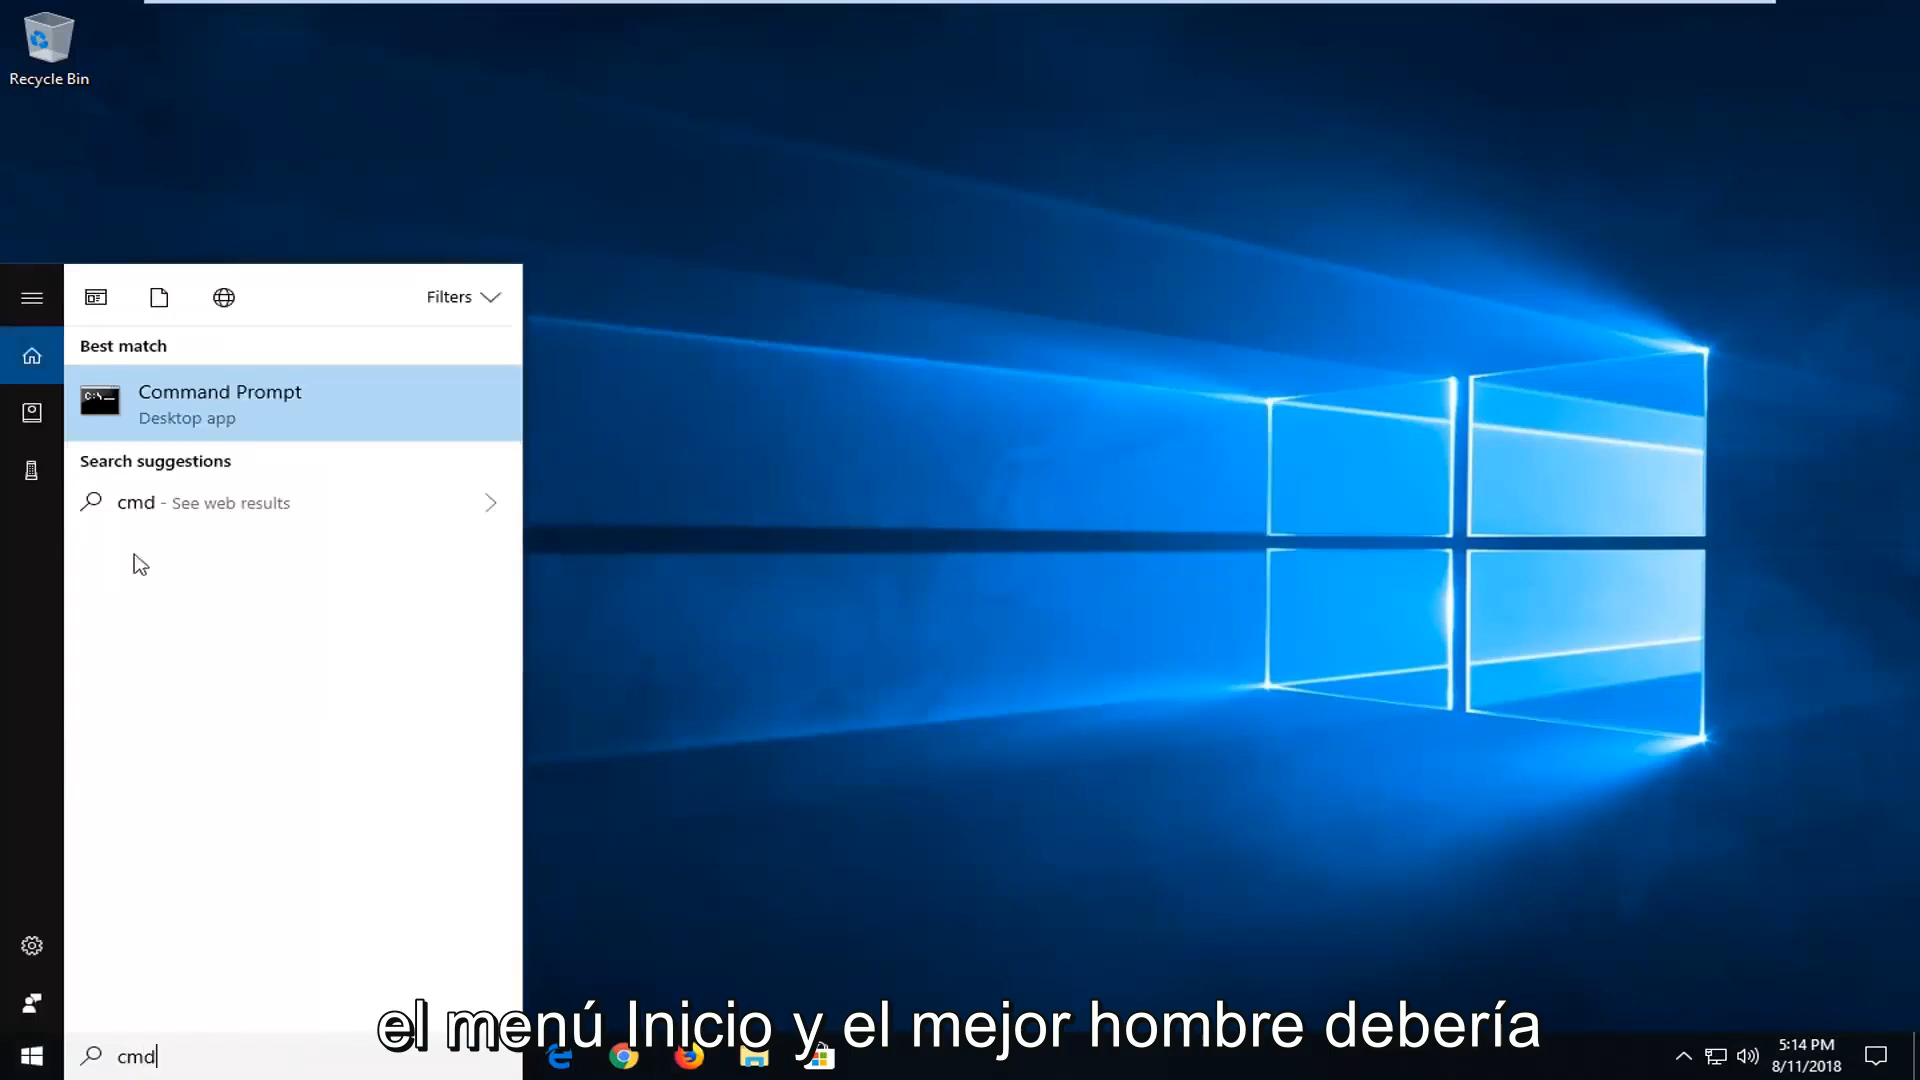 Recycle Bin
Filters
Best match
Command Prompt
Desktop app
Search suggestions
cmd - See web results
el menú Inicio y el mejor hombre debería
cmd
5:14 PM
8/11/2018